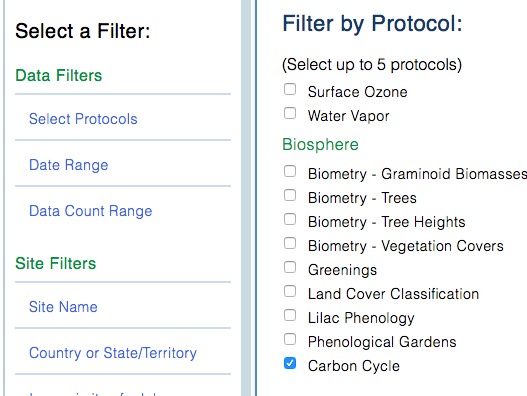 Select a Filter:
Data Filters
Select Protocols
Date Range
Data Count Range
Site Filters
Site Name
Country or State/Territory
Filter by Protocol:
(Select up to 5 protocols)
Surface Ozone
Water Vapor
Biosphere
Biometry - Graminoid Biomasses
Biometry - Trees
Biometry - Tree Heights
Biometry - Vegetation Covers
Greenings
Land Cover Classification
Lilac Phenology
Phenological Gardens
Carbon Cycle